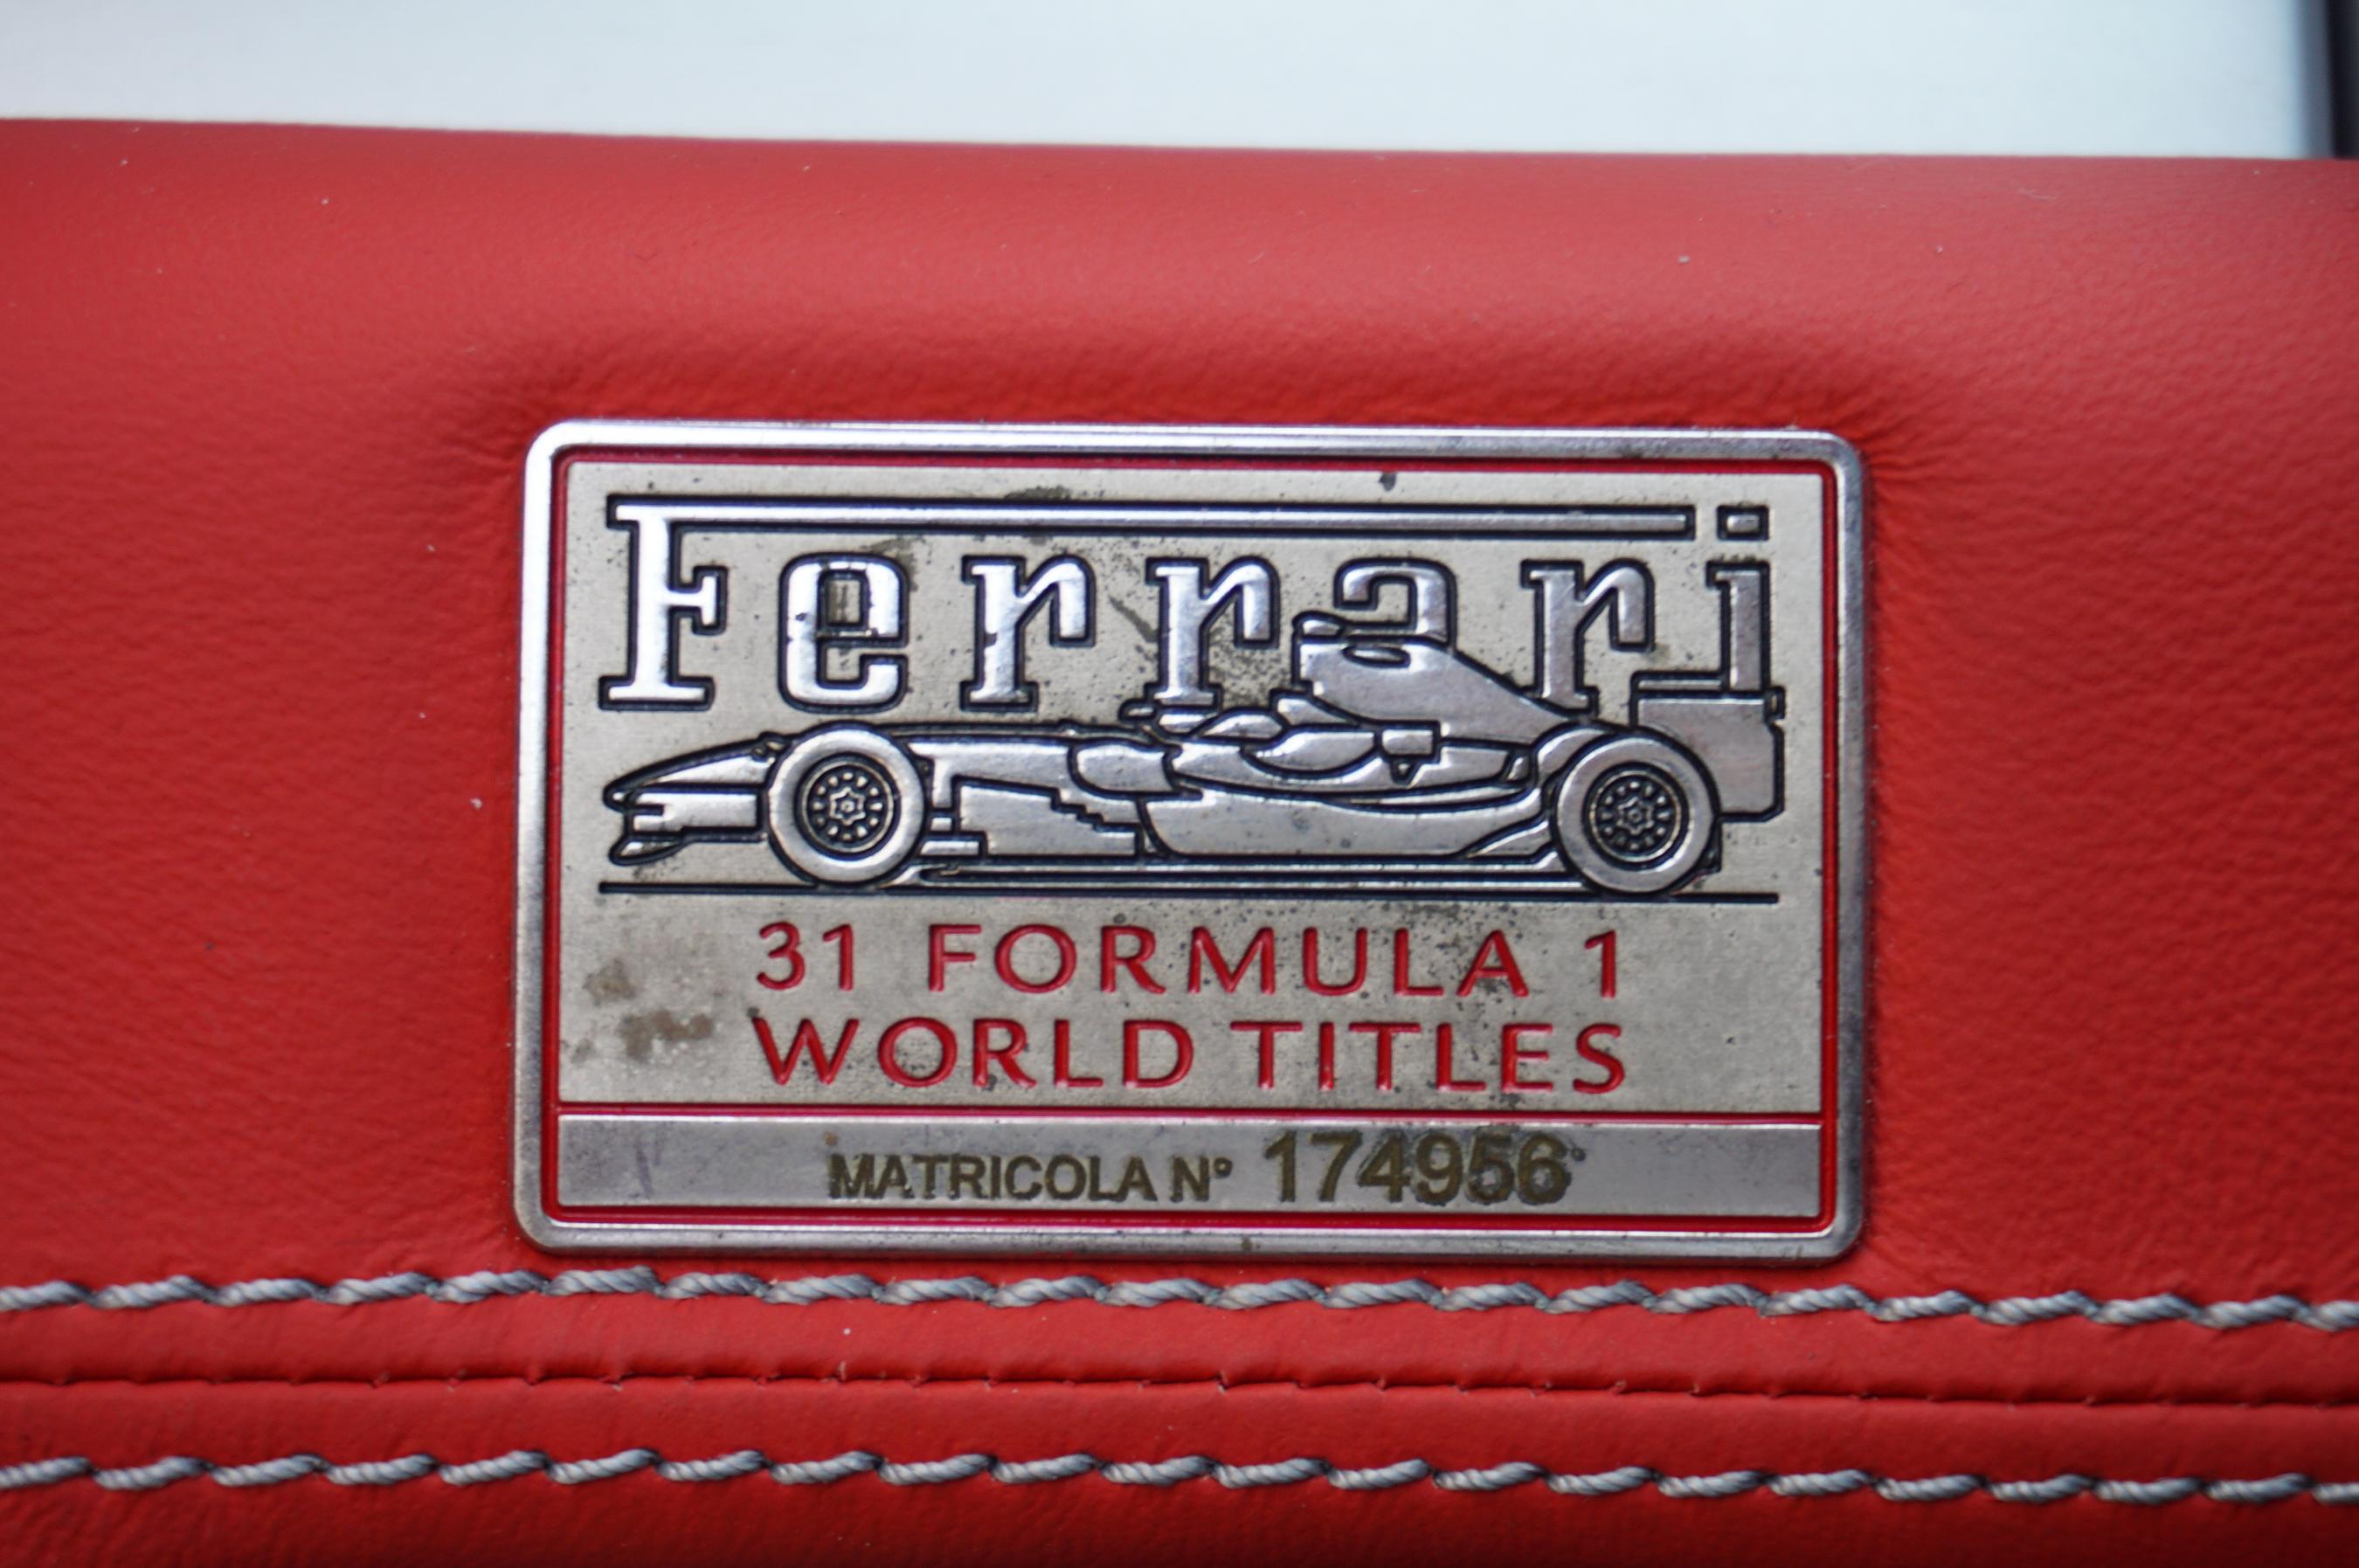 Ferrari
31 FORMULA 1
WORLD TITLES
MATRICOLA N° 174956